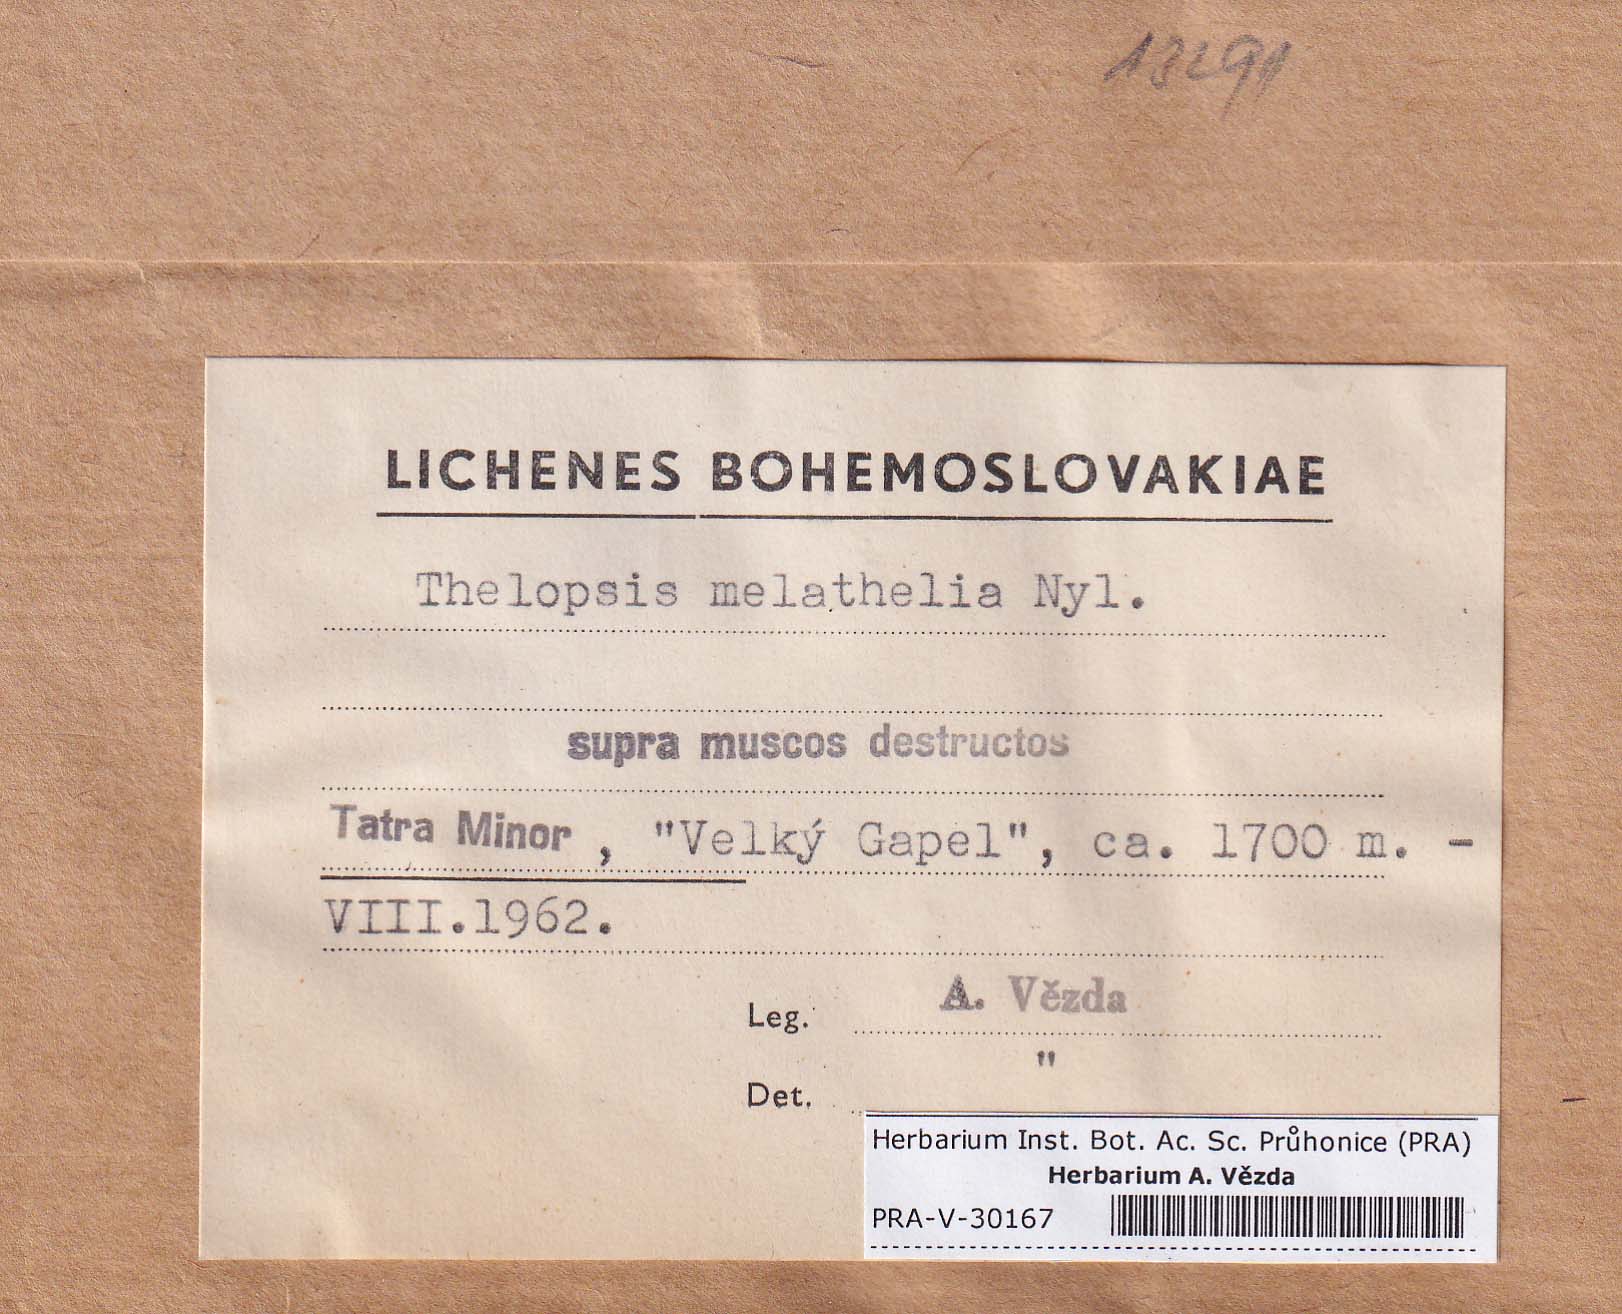 13291
LICHENES BOHEMOSLOVAKIAE
Thelopsis melathelia Nyl.
supra muscos destructos
Tatra Minor, "Velký Gapel", ca. 1700 m. -
VIII.1962.
Leg. A. Vězda
Det. "
Herbarium Inst. Bot. Ac. Sc. Průhonice (PRA)
Herbarium A. Vězda
PRA-V-30167